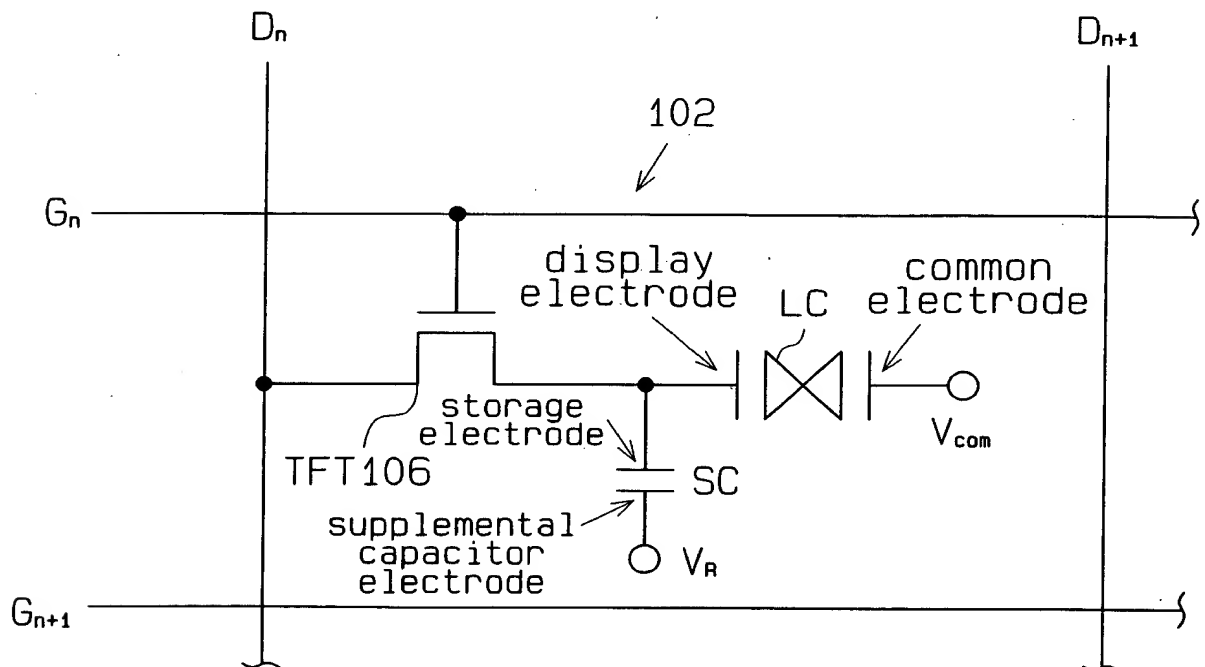 Dn
Dn+1
102
Gn
display
electrode
common
electrode
LC
storage
electrode
Vcom
TFT106
SC
supplemental
capacitor
electrode
VR
Gn+1